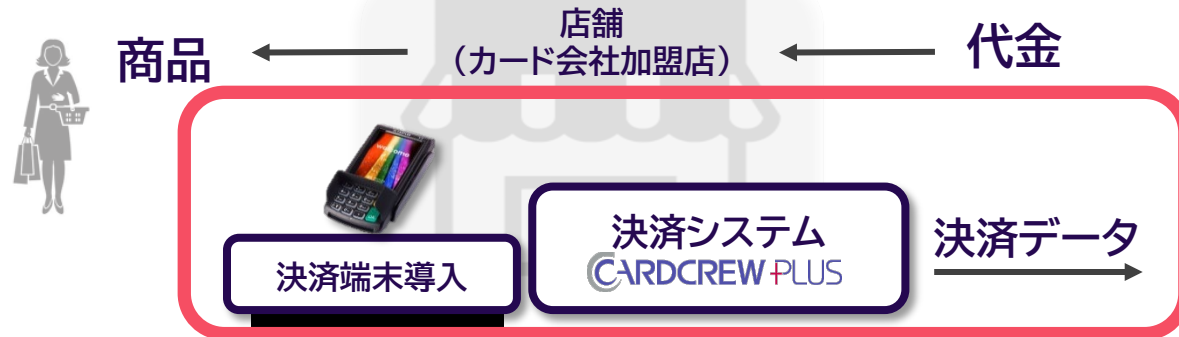 店舗
商品
(カード会社加盟店)
代金
welcome
決済端末導入
決済システム
CARDCREW PLUS
決済データ